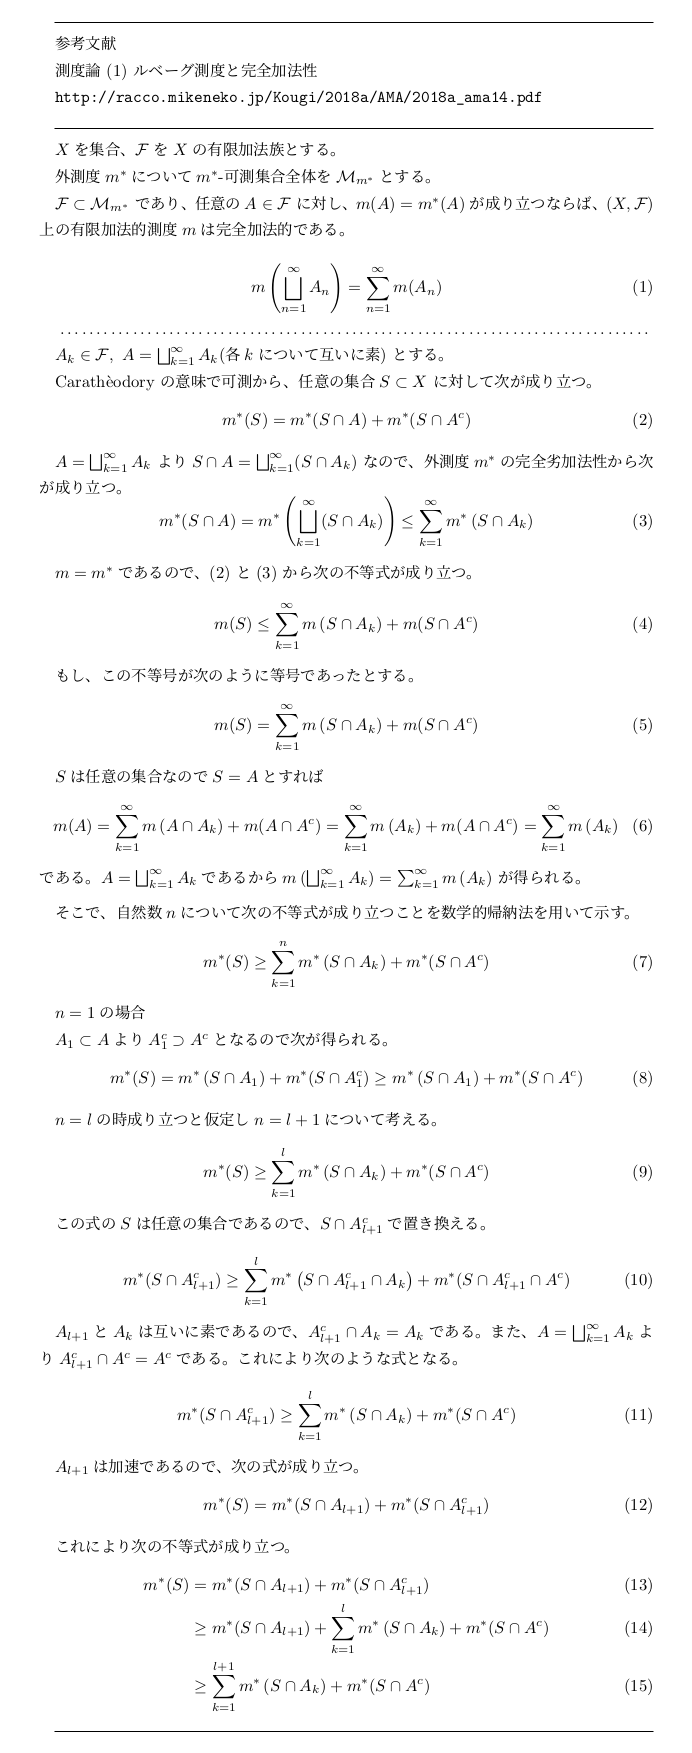 参考文献
測度論 (1) ルベーグ測度と完全加法性
http://racco.mikeneko.jp/Kougi/2018a/AMA/2018a_ama14.pdf
X を集合、$\mathcal{F}$ を X の有限加法族とする。
外測度 $m^*$ について $m^*$-可測集合全体を $\mathcal{M}_{m^*}$ とする。
$\mathcal{F} \subset \mathcal{M}_{m^*}$ であり、任意の $A \in \mathcal{F}$ に対し、$m(A) = m^*(A)$ が成り立つならば、$(X, \mathcal{F})$
上の有限加法的測度 $m$ は完全加法的である。
$m\left(\bigsqcup_{n=1}^{\infty} A_n\right) = \sum_{n=1}^{\infty} m(A_n)$ (1)
$A_k \in \mathcal{F},\ A = \bigsqcup_{k=1}^{\infty} A_k$(各 $k$ について互いに素) とする。
Carathèodory の意味で可測から、任意の集合 $S \subset X$ に対して次が成り立つ。
$m^*(S) = m^*(S \cap A) + m^*(S \cap A^c)$ (2)
$A = \bigsqcup_{k=1}^{\infty} A_k$ より $S \cap A = \bigsqcup_{k=1}^{\infty}(S \cap A_k)$ なので、外測度 $m^*$ の完全劣加法性から次
が成り立つ。
$m^*(S \cap A) = m^*\left(\bigsqcup_{k=1}^{\infty}(S \cap A_k)\right) \leq \sum_{k=1}^{\infty} m^*(S \cap A_k)$ (3)
$m = m^*$ であるので、(2) と (3) から次の不等式が成り立つ。
$m(S) \leq \sum_{k=1}^{\infty} m(S \cap A_k) + m(S \cap A^c)$ (4)
もし、この不等号が次のように等号であったとする。
$m(S) = \sum_{k=1}^{\infty} m(S \cap A_k) + m(S \cap A^c)$ (5)
$S$ は任意の集合なので $S = A$ とすれば
$m(A) = \sum_{k=1}^{\infty} m(A \cap A_k) + m(A \cap A^c) = \sum_{k=1}^{\infty} m(A_k) + m(A \cap A^c) = \sum_{k=1}^{\infty} m(A_k)$ (6)
である。$A = \bigsqcup_{k=1}^{\infty} A_k$ であるから $m\left(\bigsqcup_{k=1}^{\infty} A_k\right) = \sum_{k=1}^{\infty} m(A_k)$ が得られる。
そこで、自然数 $n$ について次の不等式が成り立つことを数学的帰納法を用いて示す。
$m^*(S) \geq \sum_{k=1}^{n} m^*(S \cap A_k) + m^*(S \cap A^c)$ (7)
$n = 1$ の場合
$A_1 \subset A$ より $A_1^c \supset A^c$ となるので次が得られる。
$m^*(S) = m^*(S \cap A_1) + m^*(S \cap A_1^c) \geq m^*(S \cap A_1) + m^*(S \cap A^c)$ (8)
$n = l$ の時成り立つと仮定し $n = l + 1$ について考える。
$m^*(S) \geq \sum_{k=1}^{l} m^*(S \cap A_k) + m^*(S \cap A^c)$ (9)
この式の $S$ は任意の集合であるので、$S \cap A_{l+1}^c$ で置き換える。
$m^*(S \cap A_{l+1}^c) \geq \sum_{k=1}^{l} m^*\left(S \cap A_{l+1}^c \cap A_k\right) + m^*(S \cap A_{l+1}^c \cap A^c)$ (10)
$A_{l+1}$ と $A_k$ は互いに素であるので、$A_{l+1}^c \cap A_k = A_k$ である。また、$A = \bigsqcup_{k=1}^{\infty} A_k$ よ
り $A_{l+1}^c \cap A^c = A^c$ である。これにより次のような式となる。
$m^*(S \cap A_{l+1}^c) \geq \sum_{k=1}^{l} m^*(S \cap A_k) + m^*(S \cap A^c)$ (11)
$A_{l+1}$ は加速であるので、次の式が成り立つ。
$m^*(S) = m^*(S \cap A_{l+1}) + m^*(S \cap A_{l+1}^c)$ (12)
これにより次の不等式が成り立つ。
$m^*(S) = m^*(S \cap A_{l+1}) + m^*(S \cap A_{l+1}^c)$ (13)
$\geq m^*(S \cap A_{l+1}) + \sum_{k=1}^{l} m^*(S \cap A_k) + m^*(S \cap A^c)$ (14)
$\geq \sum_{k=1}^{l+1} m^*(S \cap A_k) + m^*(S \cap A^c)$ (15)